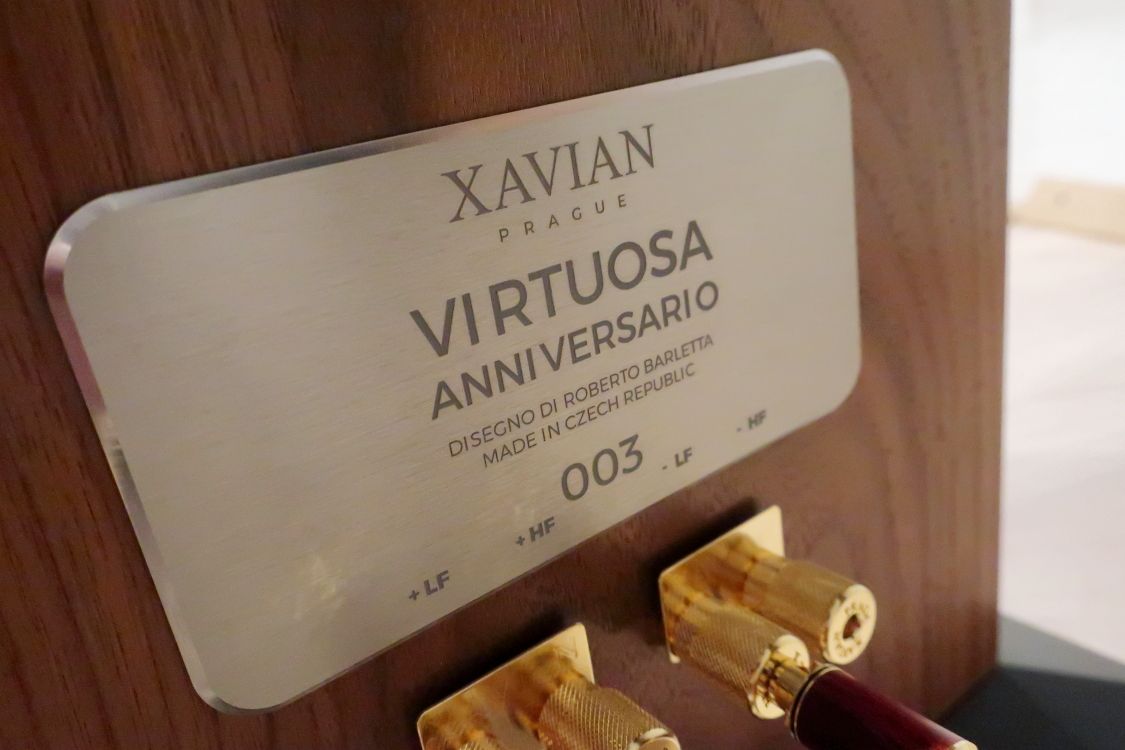 XAVIAN
PRAGUE
VIRTUOSA
ANNIVERSARIO
DISEGNO DI ROBERTO BARLETTA
MADE IN CZECH REPUBLIC
003
+ LF
+ HF
- LF
- HF